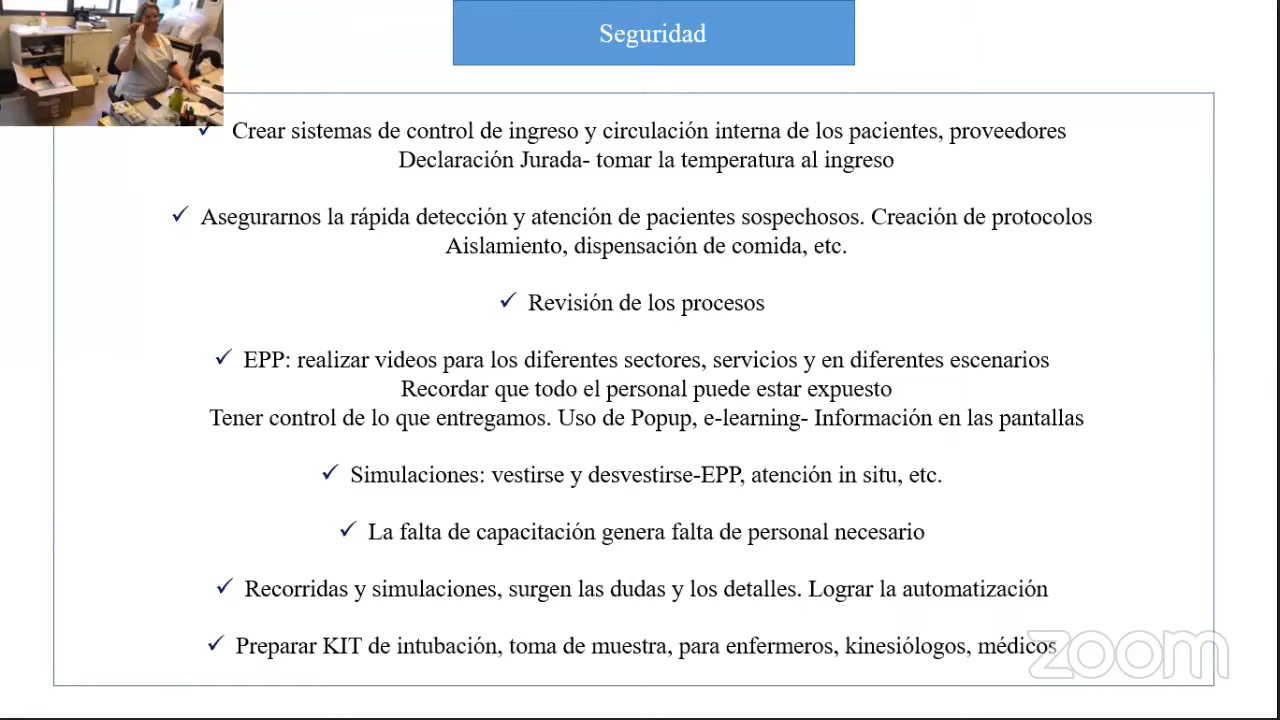 Seguridad
Crear sistemas de control de ingreso y circulación interna de los pacientes, proveedores
Declaración Jurada- tomar la temperatura al ingreso
Asegurarnos la rápida detección y atención de pacientes sospechosos. Creación de protocolos
Aislamiento, dispensación de comida, etc.
Revisión de los procesos
EPP: realizar videos para los diferentes sectores, servicios y en diferentes escenarios
Recordar que todo el personal puede estar expuesto
Tener control de lo que entregamos. Uso de Popup, e-learning- Información en las pantallas
Simulaciones: vestirse y desvestirse-EPP, atención in situ, etc.
La falta de capacitación genera falta de personal necesario
Recorridas y simulaciones, surgen las dudas y los detalles. Lograr la automatización
Preparar KIT de intubación, toma de muestra, para enfermeros, kinesiólogos, médicos
zoom